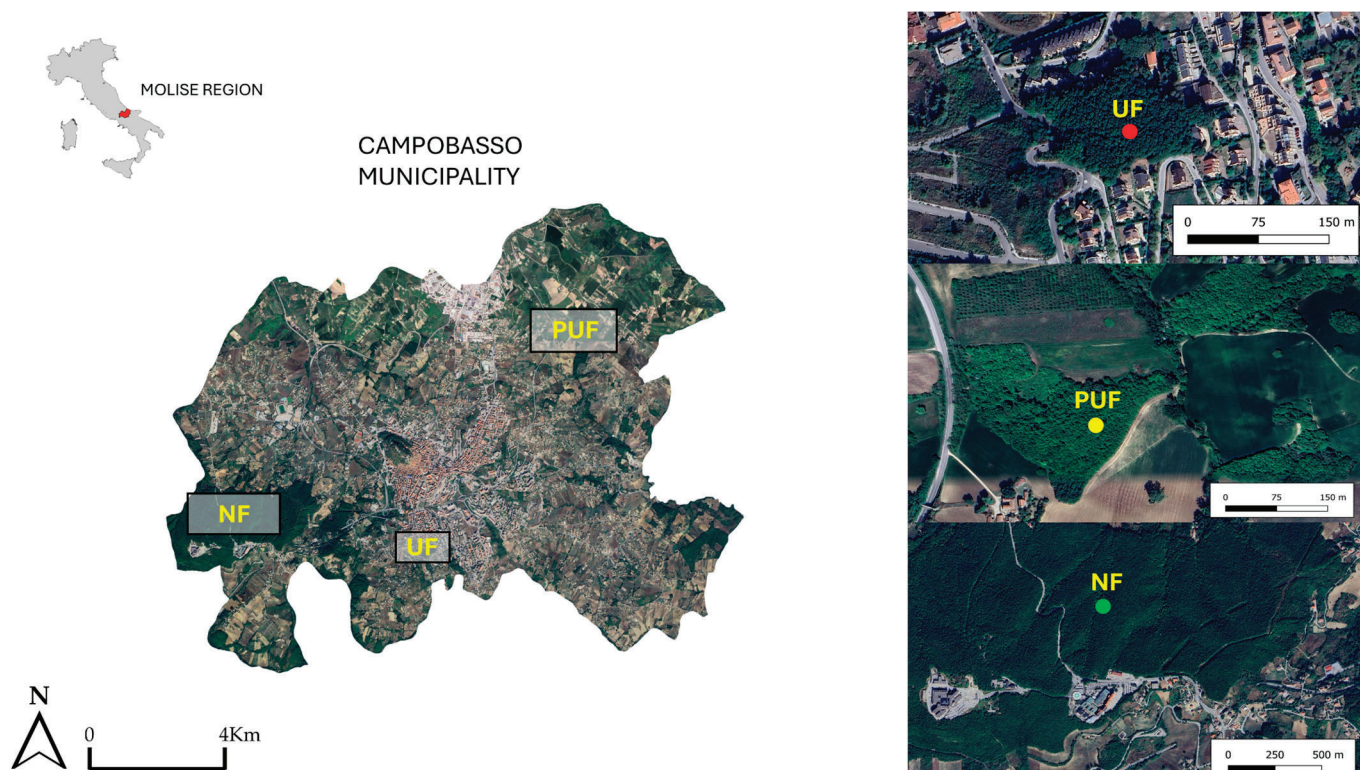 MOLISE REGION
CAMPOBASSO
MUNICIPALITY
PUF
NF
UF
N
0 4Km
UF
0 75 150 m
PUF
0 75 150 m
NF
0 250 500 m